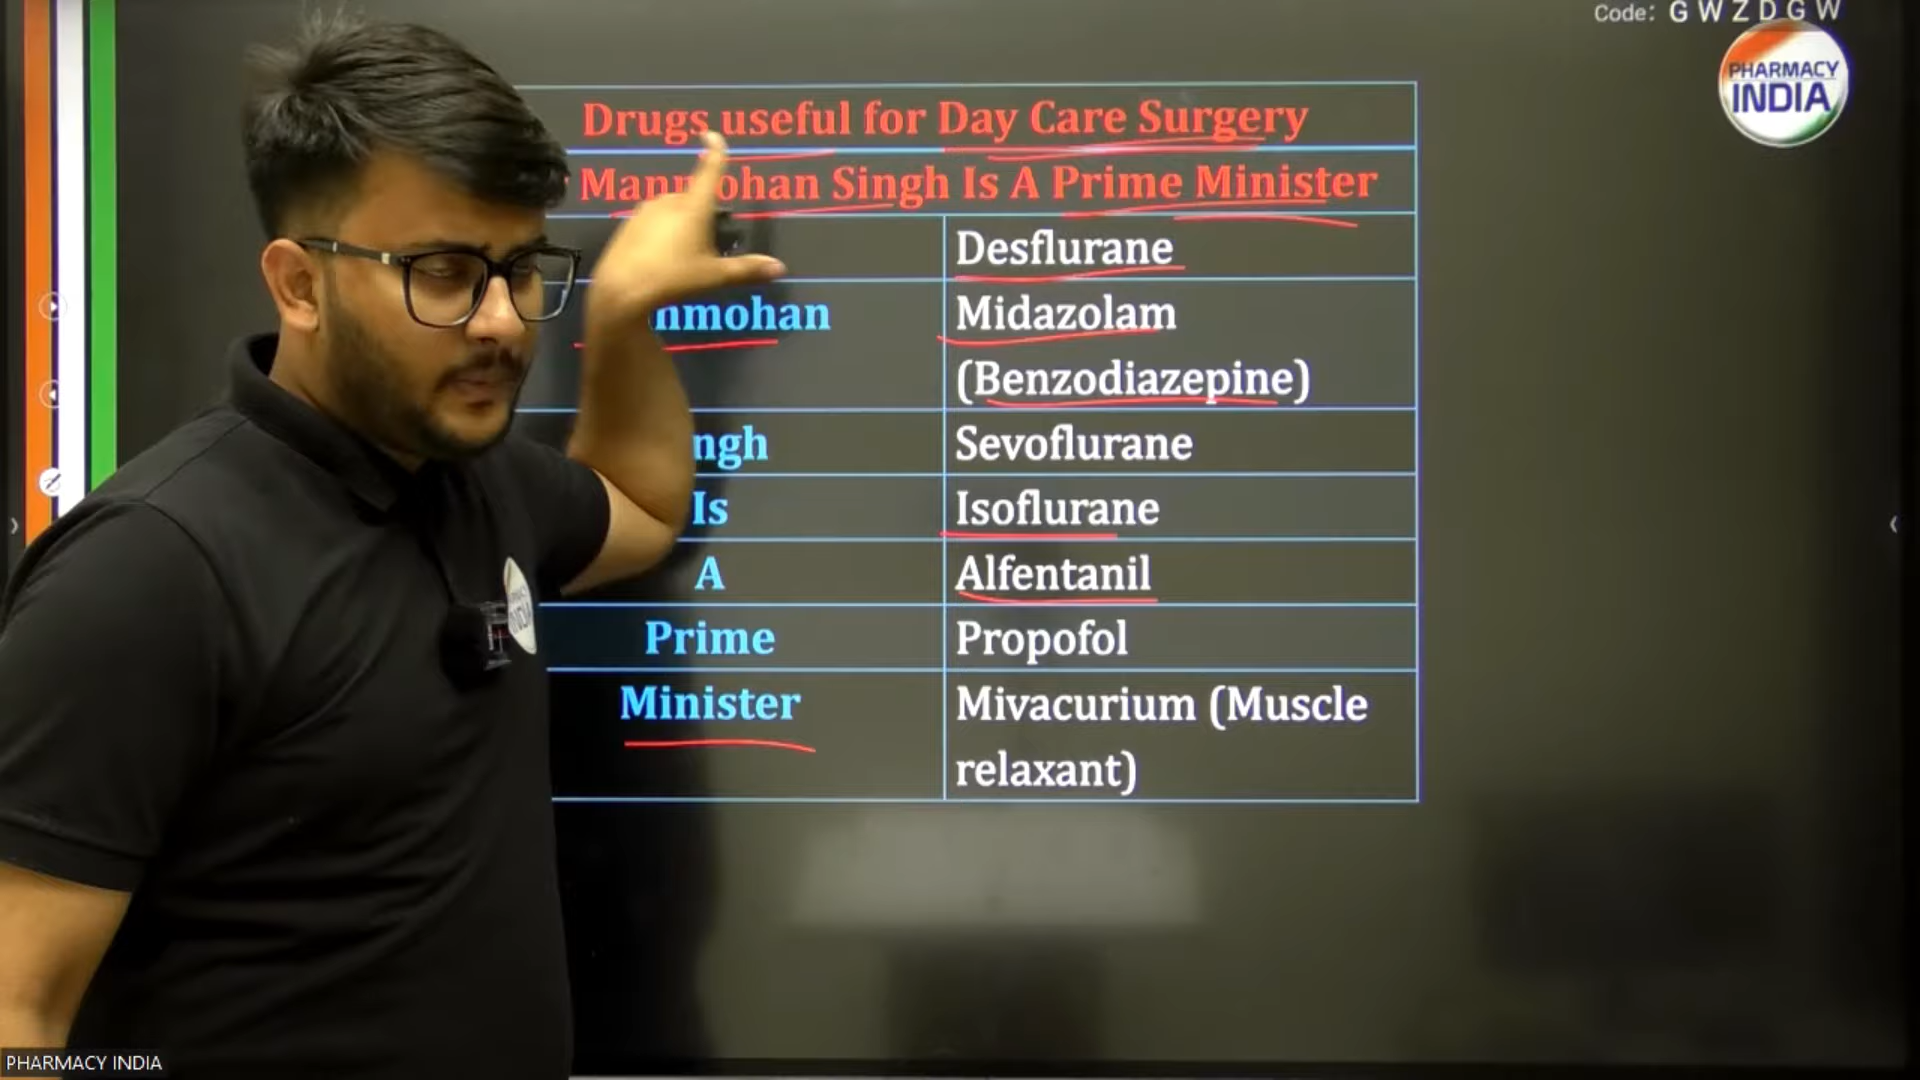 Code: G W Z D G W
PHARMACY
INDIA
Drugs useful for Day Care Surgery
Manmohan Singh Is A Prime Minister
Desflurane
nmohan Midazolam
(Benzodiazepine)
ngh Sevoflurane
Is Isoflurane
A Alfentanil
Prime Propofol
Minister Mivacurium (Muscle
relaxant)
PHARMACY INDIA